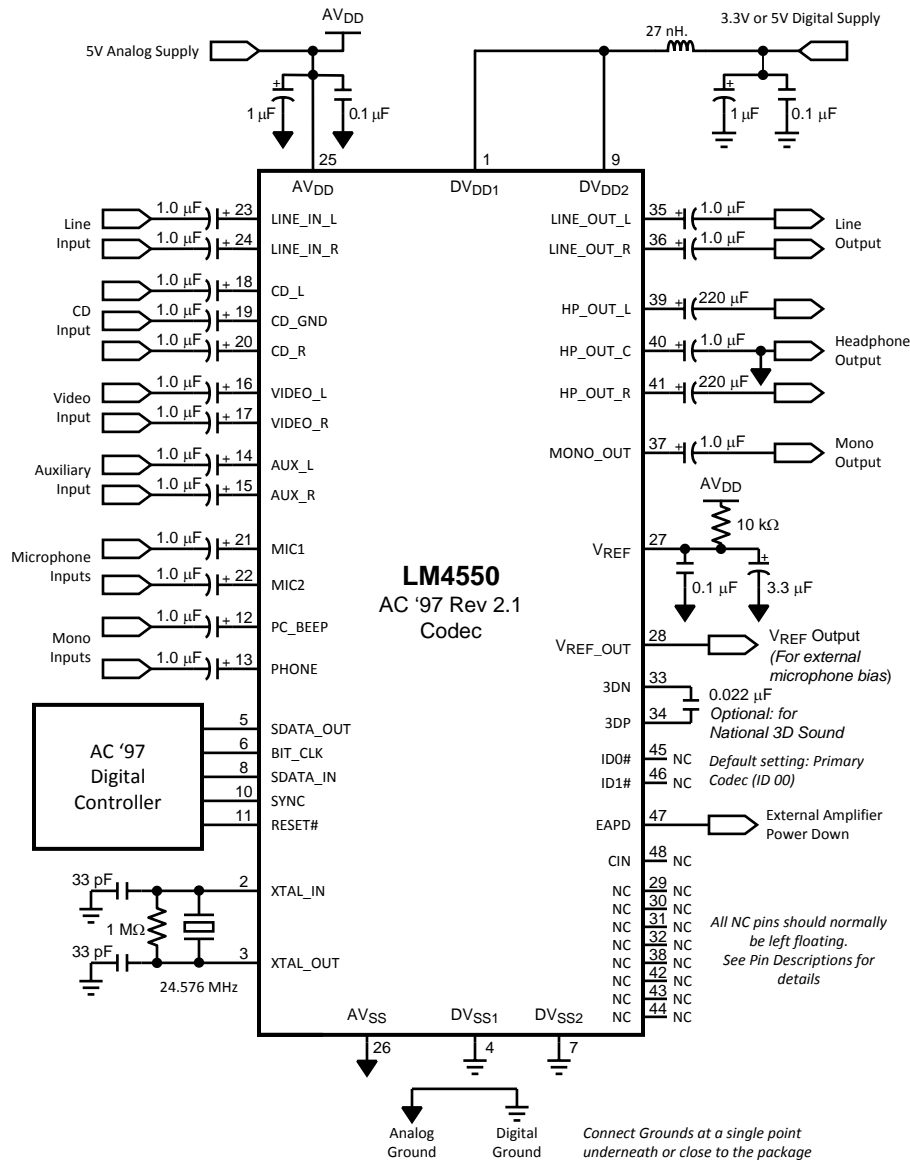 AVDD
5V Analog Supply
1 µF
0.1 µF
27 nH.
3.3V or 5V Digital Supply
1 µF
0.1 µF
25
1
9
AVDD
DVDD1
DVDD2
Line
Input
1.0 µF
+ 23
LINE_IN_L
1.0 µF
+ 24
LINE_IN_R
CD
Input
1.0 µF
+ 18
CD_L
1.0 µF
+ 19
CD_GND
1.0 µF
+ 20
CD_R
Video
Input
1.0 µF
+ 16
VIDEO_L
1.0 µF
+ 17
VIDEO_R
Auxiliary
Input
1.0 µF
+ 14
AUX_L
1.0 µF
+ 15
AUX_R
Microphone
Inputs
1.0 µF
+ 21
MIC1
1.0 µF
+ 22
MIC2
Mono
Inputs
1.0 µF
+ 12
PC_BEEP
1.0 µF
+ 13
PHONE
AC '97
Digital
Controller
5
SDATA_OUT
6
BIT_CLK
8
SDATA_IN
10
SYNC
11
RESET#
33 pF
2
XTAL_IN
1 MΩ
33 pF
3
XTAL_OUT
24.576 MHz
LM4550
AC '97 Rev 2.1
Codec
LINE_OUT_L
35 +
1.0 µF
LINE_OUT_R
36 +
1.0 µF
Line
Output
HP_OUT_L
39 +
220 µF
HP_OUT_C
40 +
1.0 µF
HP_OUT_R
41 +
220 µF
Headphone
Output
MONO_OUT
37 +
1.0 µF
Mono
Output
AVDD
10 kΩ
VREF
27
0.1 µF
+
3.3 µF
VREF_OUT
28
VREF Output
(For external
microphone bias)
3DN
33
3DP
34
0.022 µF
Optional: for
National 3D Sound
ID0#
45
NC
ID1#
46
NC
Default setting: Primary
Codec (ID 00)
EAPD
47
External Amplifier
Power Down
CIN
48
NC
NC 29 NC
NC 30 NC
NC 31 NC
NC 32 NC
NC 38 NC
NC 42 NC
NC 43 NC
NC 44 NC
All NC pins should normally
be left floating.
See Pin Descriptions for
details
AVSS
DVSS1
DVSS2
26
4
7
Analog
Ground
Digital
Ground
Connect Grounds at a single point
underneath or close to the package